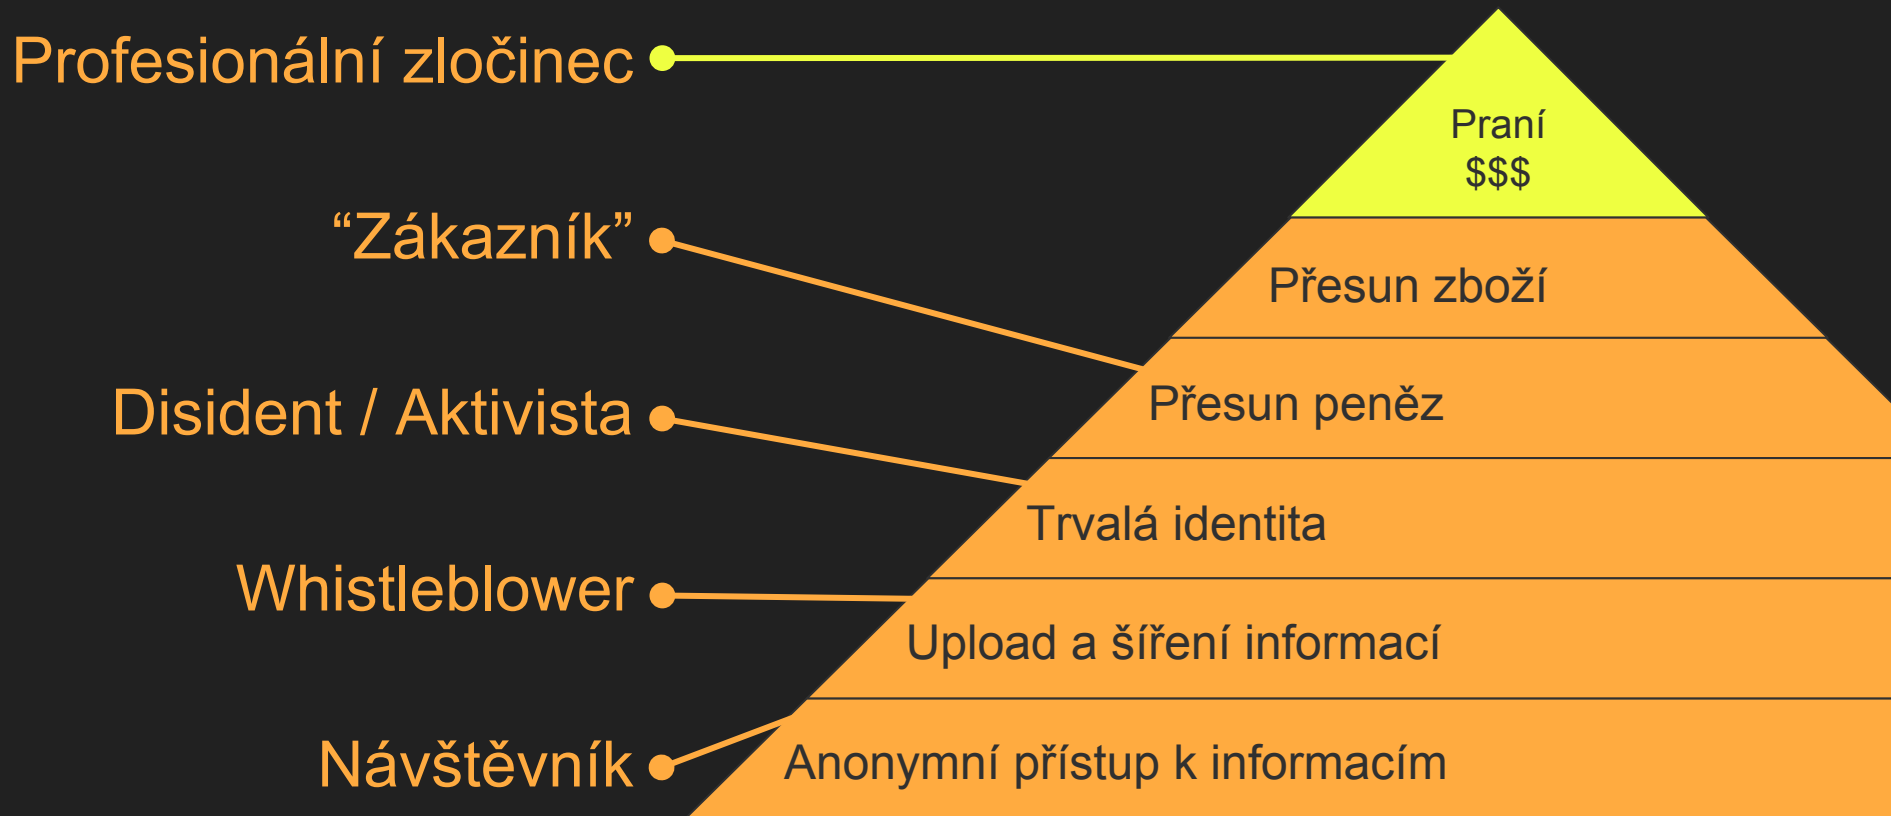 Profesionální zločinec
Praní
$$$
“Zákazník”
Přesun zboží
Přesun peněz
Disident / Aktivista
Trvalá identita
Whistleblower
Upload a šíření informací
Návštěvník
Anonymní přístup k informacím